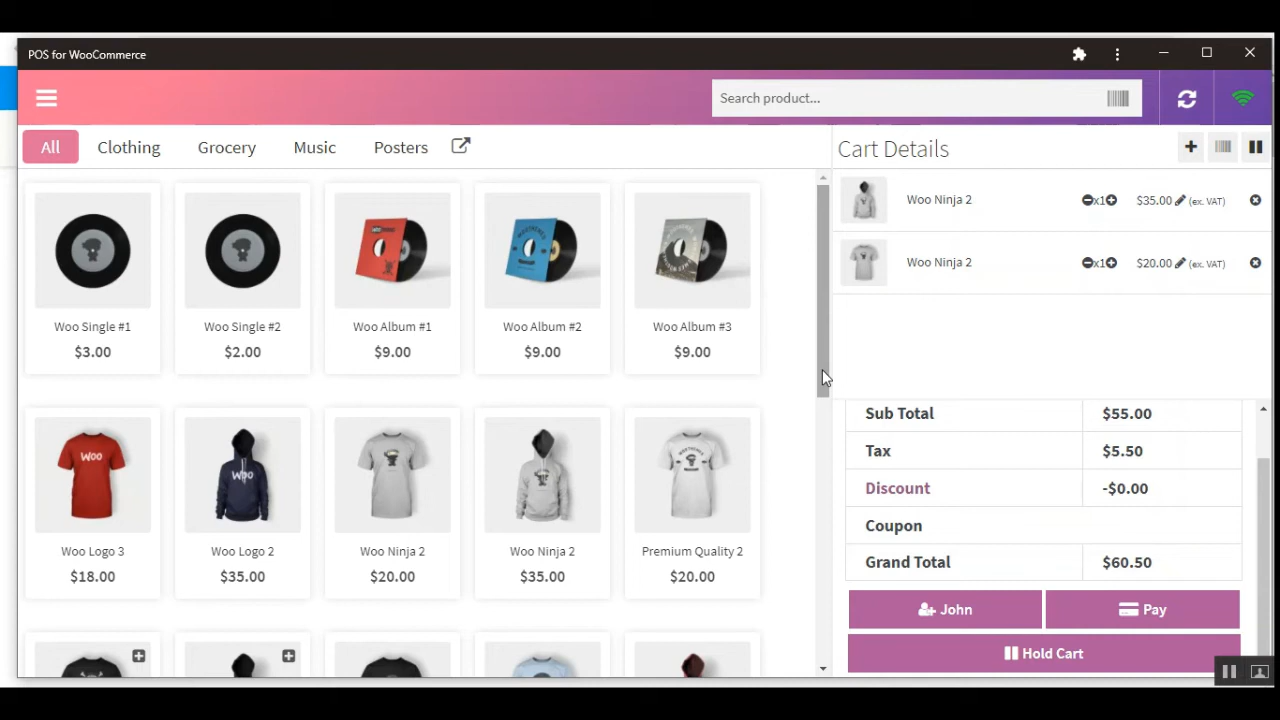 POS for WooCommerce
Search product...
All Clothing Grocery Music Posters
Cart Details
Woo Ninja 2 x1 $35.00 (ex. VAT)
Woo Ninja 2 x1 $20.00 (ex. VAT)
Woo Single #1 Woo Single #2 Woo Album #1 Woo Album #2 Woo Album #3
$3.00 $2.00 $9.00 $9.00 $9.00
Sub Total $55.00
Tax $5.50
Discount -$0.00
Coupon
Grand Total $60.50
WOO
Woo Logo 3 Woo Logo 2 Woo Ninja 2 Woo Ninja 2 Premium Quality 2
$18.00 $35.00 $20.00 $35.00 $20.00
John Pay
Hold Cart